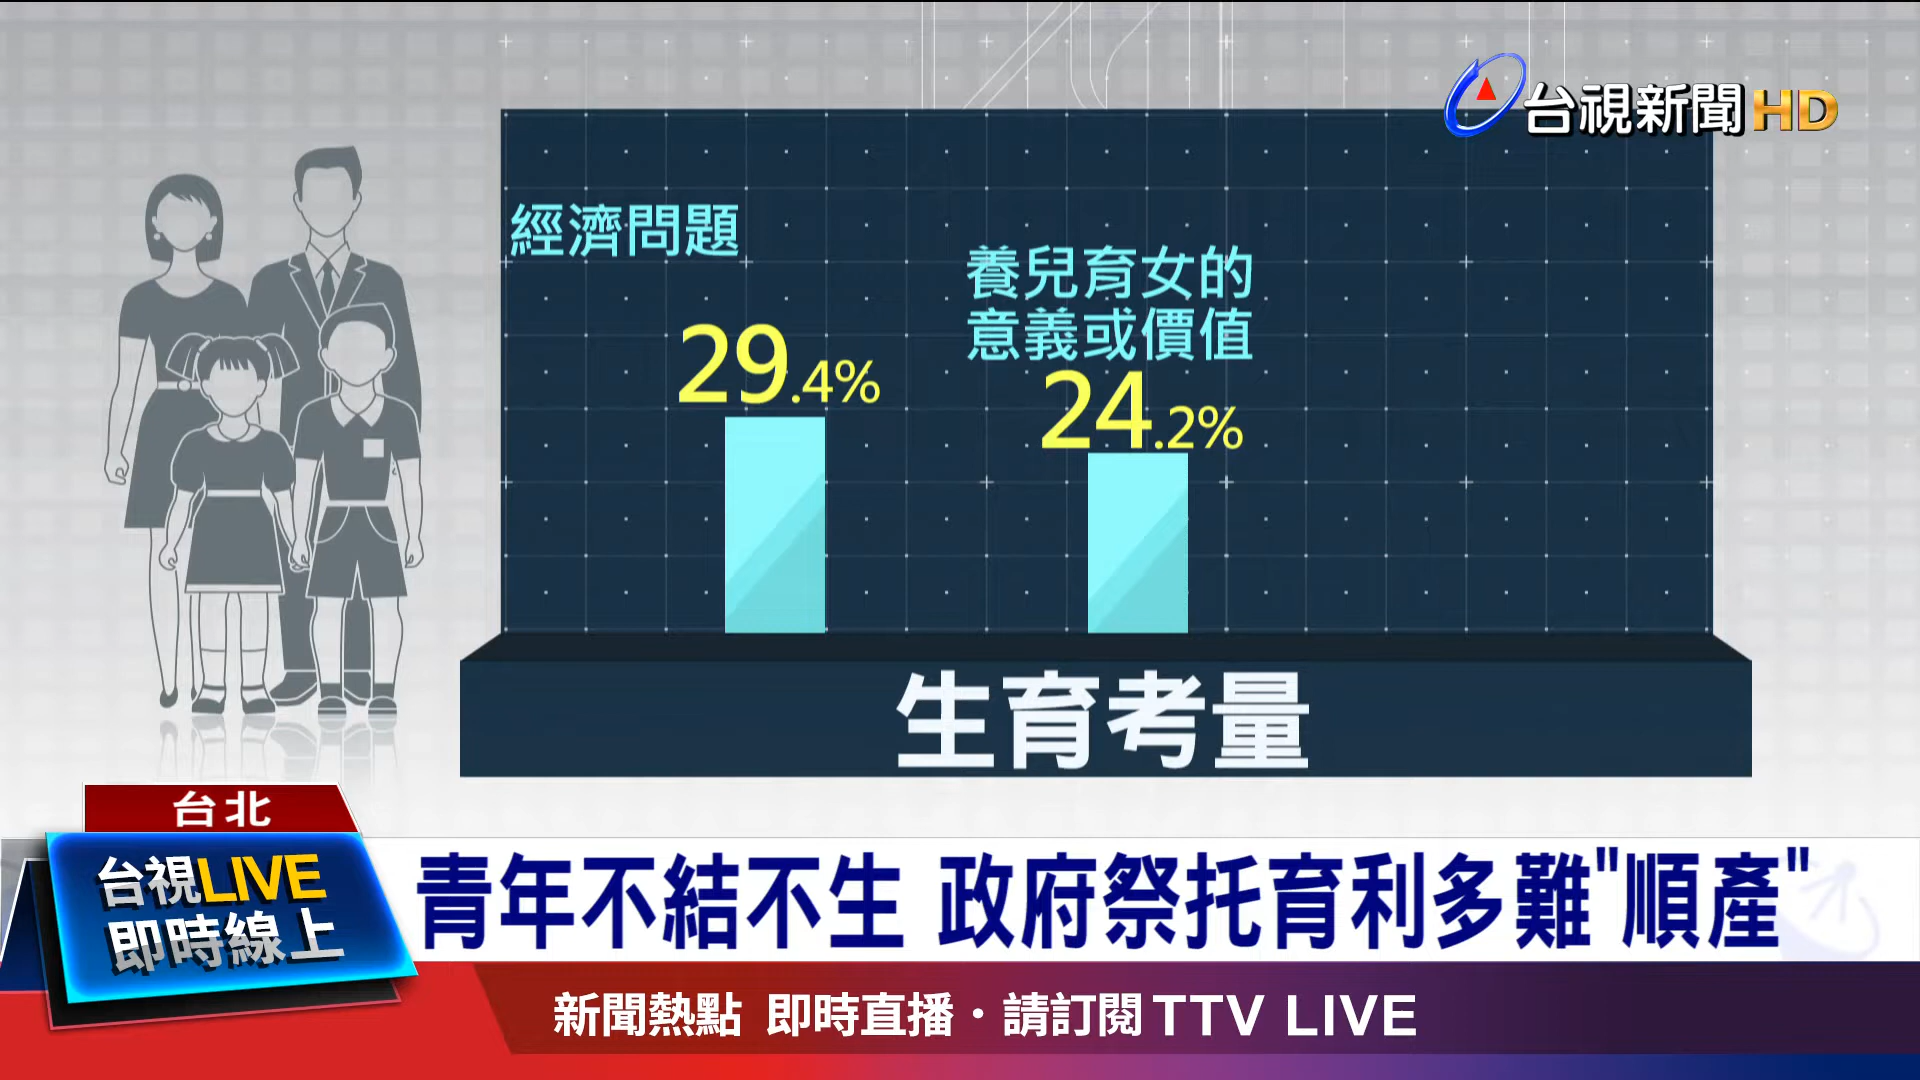 台視新聞HD
經濟問題
29.4%
養兒育女的
意義或價值
24.2%
生育考量
台北
台視LIVE
即時線上
青年不結不生 政府祭托育利多難"順產"
新聞熱點 即時直播・請訂閱TTV LIVE